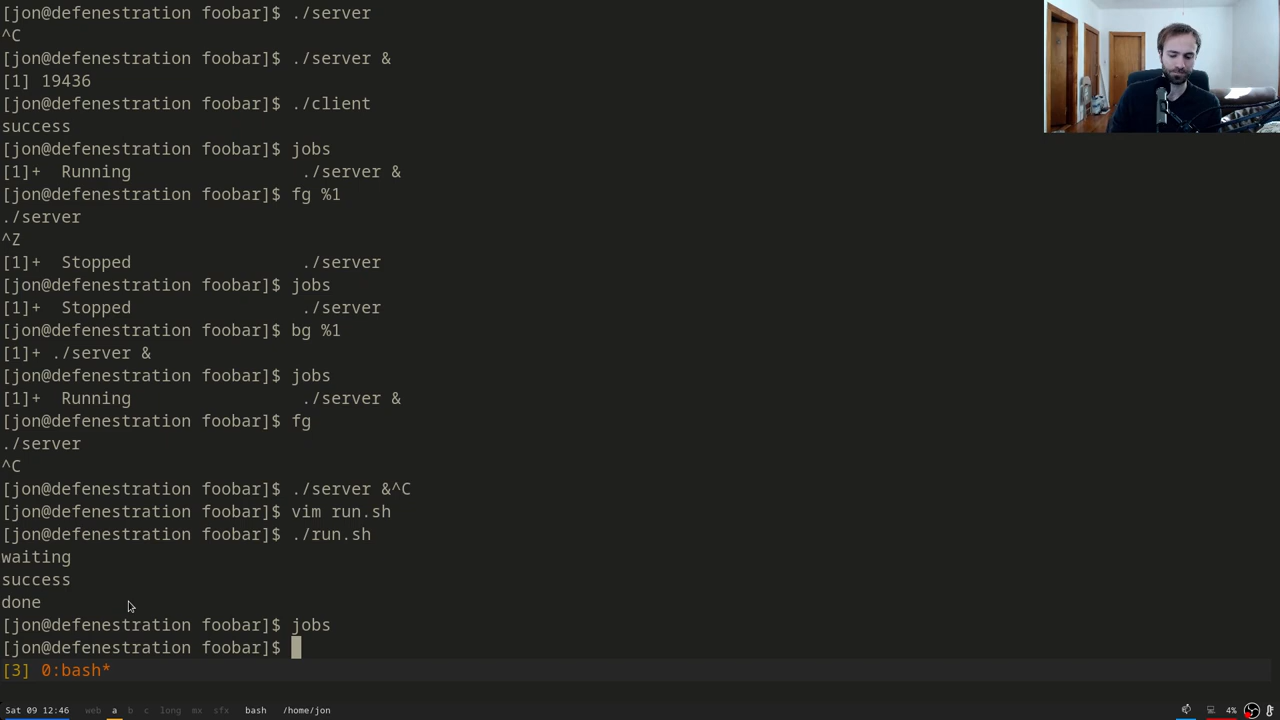 [jon@defenestration foobar]$ ./server
^C
[jon@defenestration foobar]$ ./server &
[1] 19436
[jon@defenestration foobar]$ ./client
success
[jon@defenestration foobar]$ jobs
[1]+  Running                 ./server &
[jon@defenestration foobar]$ fg %1
./server
^Z
[1]+  Stopped                 ./server
[jon@defenestration foobar]$ jobs
[1]+  Stopped                 ./server
[jon@defenestration foobar]$ bg %1
[1]+ ./server &
[jon@defenestration foobar]$ jobs
[1]+  Running                 ./server &
[jon@defenestration foobar]$ fg
./server
^C
[jon@defenestration foobar]$ ./server &^C
[jon@defenestration foobar]$ vim run.sh
[jon@defenestration foobar]$ ./run.sh
waiting
success
done
[jon@defenestration foobar]$ jobs
[jon@defenestration foobar]$
[3] 0:bash*
Sat 09 12:46 web a b c long mx sfx bash /home/jon 4%